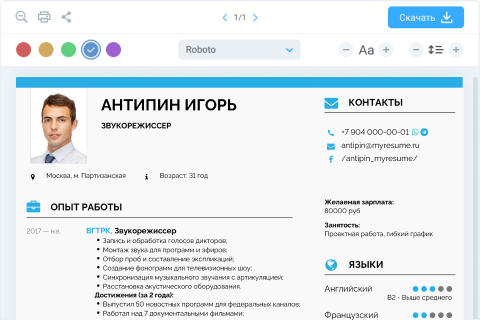 1/1
Скачать
Roboto
Aa
АНТИПИН ИГОРЬ
ЗВУКОРЕЖИССЕР
Москва, м. Партизанская
Возраст: 31 год
ОПЫТ РАБОТЫ
2017 — н.в.
ВГТРК, Звукорежиссер
Запись и обработка голосов дикторов;
Монтаж звука для программ и эфиров;
Отбор проб и составление экспликаций;
Создание фонограмм для телевизионных шоу;
Синхронизация музыкального звучания с артикуляцией;
Расстановка акустического оборудования.
Достижения (за 2 года):
Выпустил 50 новостных программ для федеральных каналов;
Работал над 7 документальными фильмами;
КОНТАКТЫ
+7 904 000-00-01
antipin@myresume.ru
/antipin_myresume/
Желаемая зарплата:
80000 руб
Занятость:
Проектная работа, гибкий график
ЯЗЫКИ
Английский
B2 - Выше среднего
Французский